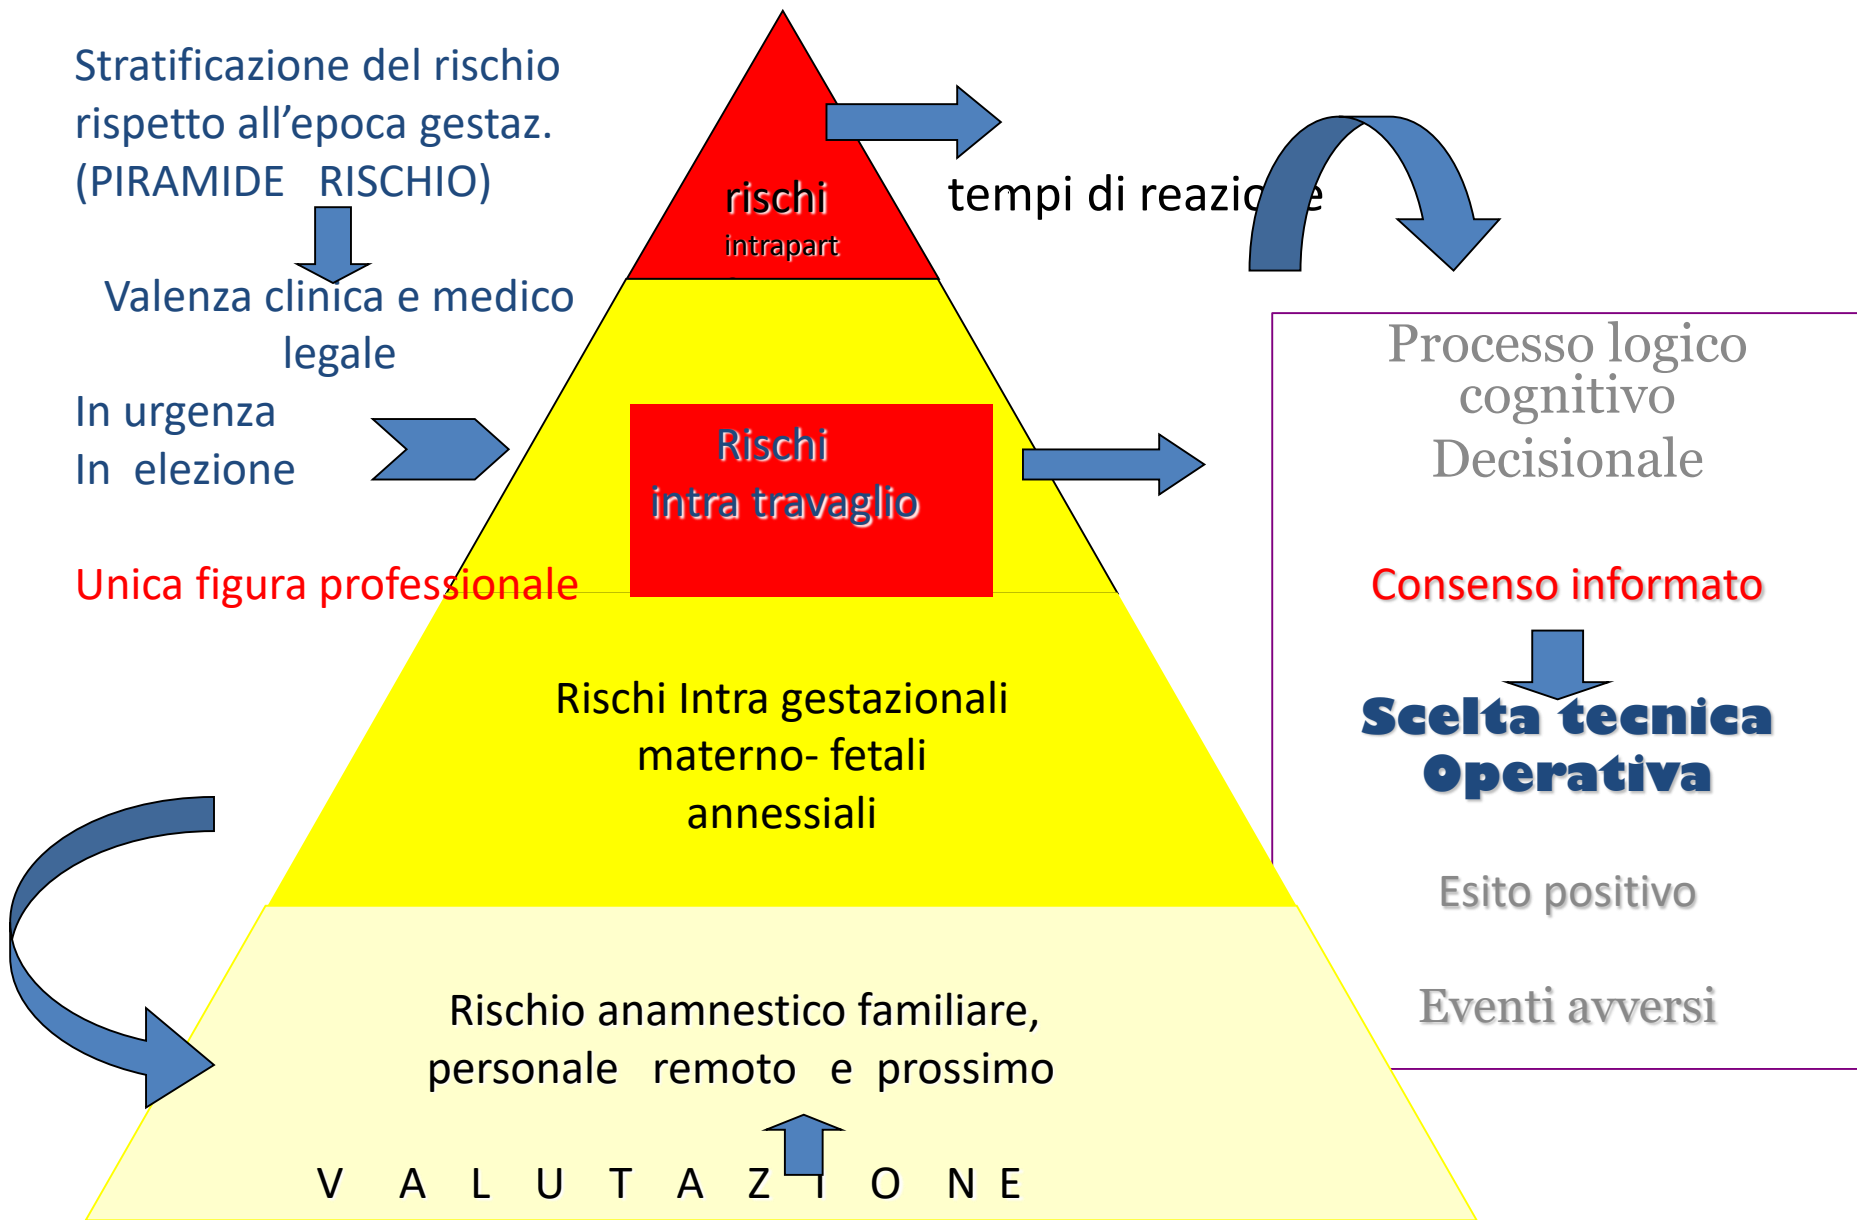 Stratificazione del rischio
rispetto all’epoca gestaz.
(PIRAMIDE RISCHIO)
Valenza clinica e medico
legale
In urgenza
In elezione
Unica figura professionale
rischi
intrapart
tempi di reazione
Rischi
intra travaglio
Rischi Intra gestazionali
materno- fetali
annessiali
Rischio anamnestico familiare,
personale remoto e prossimo
V A L U T A Z I O N E
Processo logico
cognitivo
Decisionale
Consenso informato
Scelta tecnica
Operativa
Esito positivo
Eventi avversi